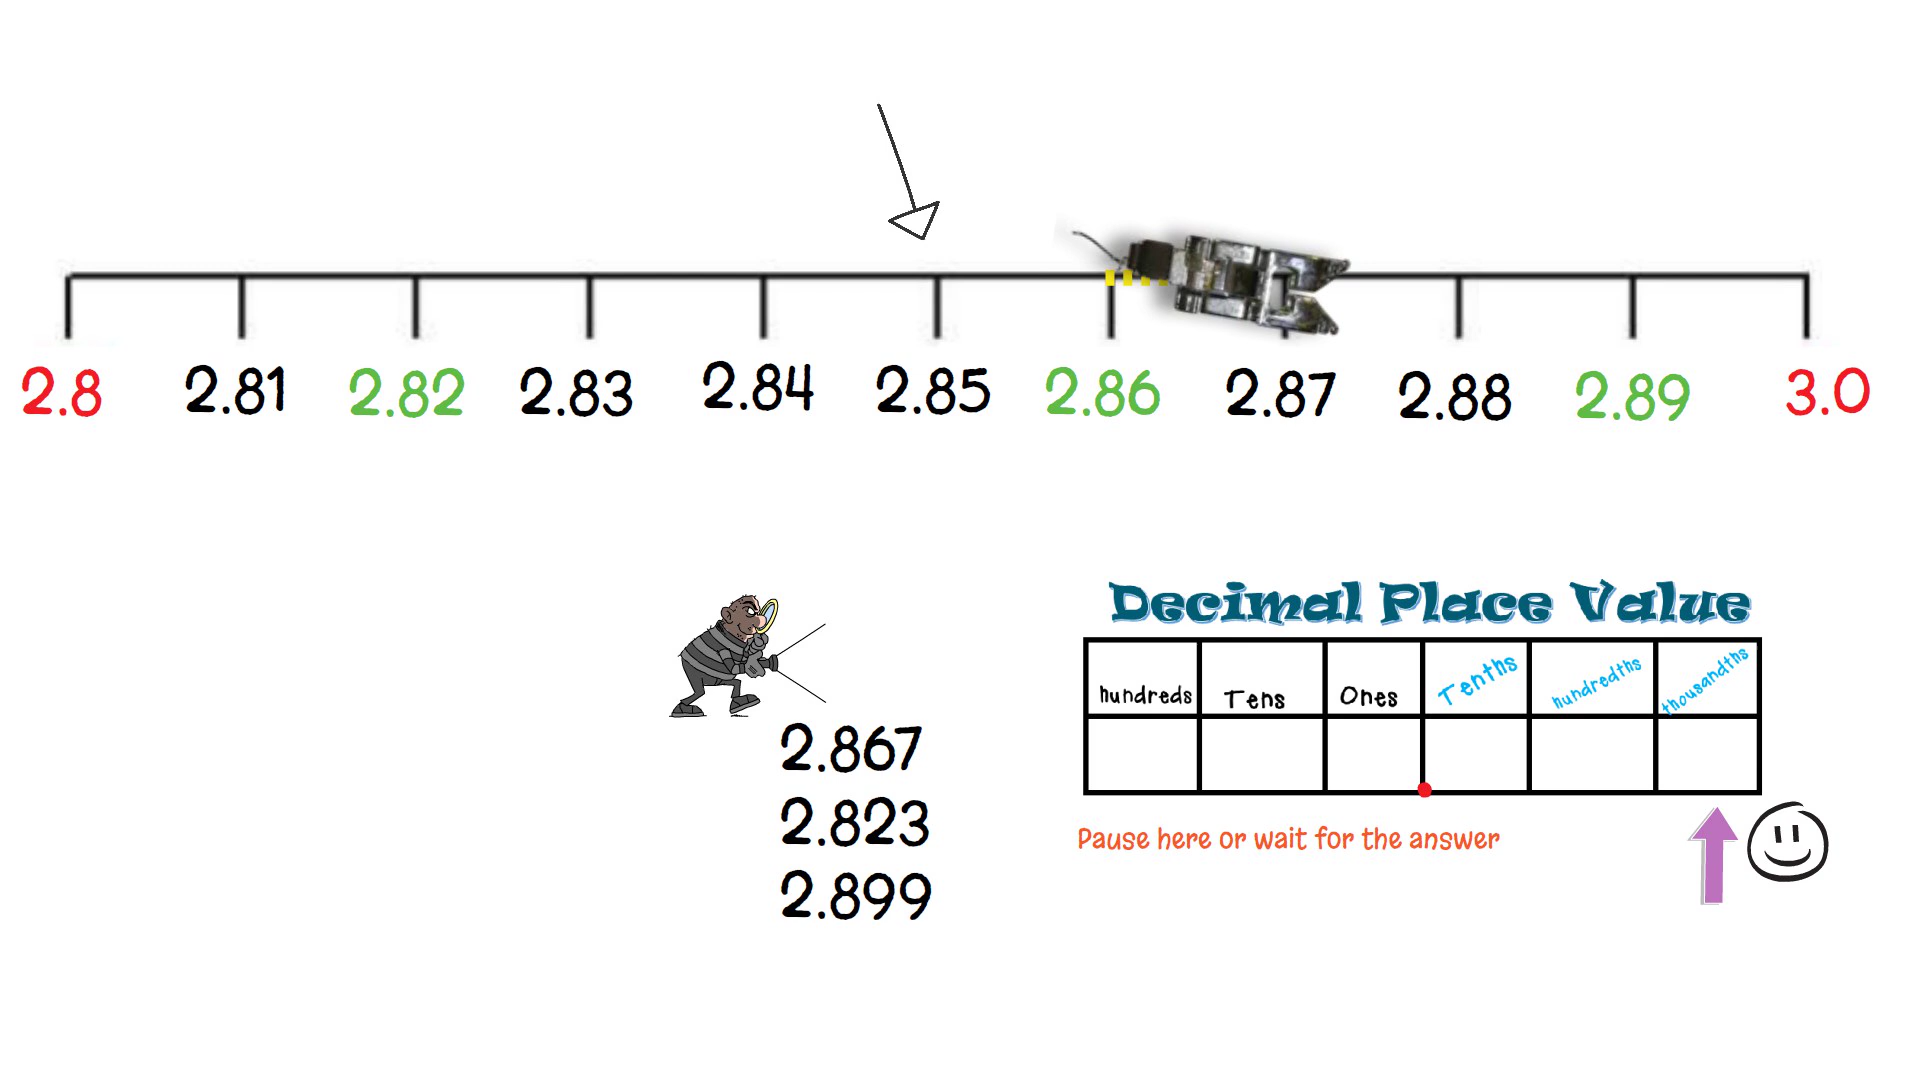 2.8 2.81 2.82 2.83 2.84 2.85 2.86 2.87 2.88 2.89 3.0
Decimal Place Value
hundreds Tens Ones Tenths hundredths thousandths
2.867
2.823
2.899
Pause here or wait for the answer